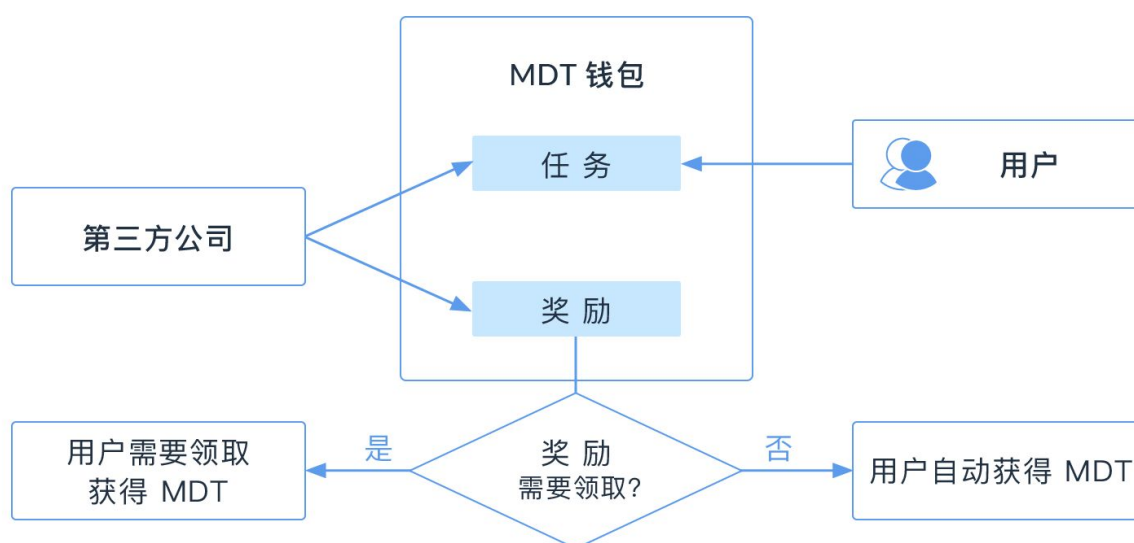 MDT 钱包
任务
用户
第三方公司
奖励
用户需要领取
获得 MDT
是
奖励
需要领取?
否
用户自动获得 MDT